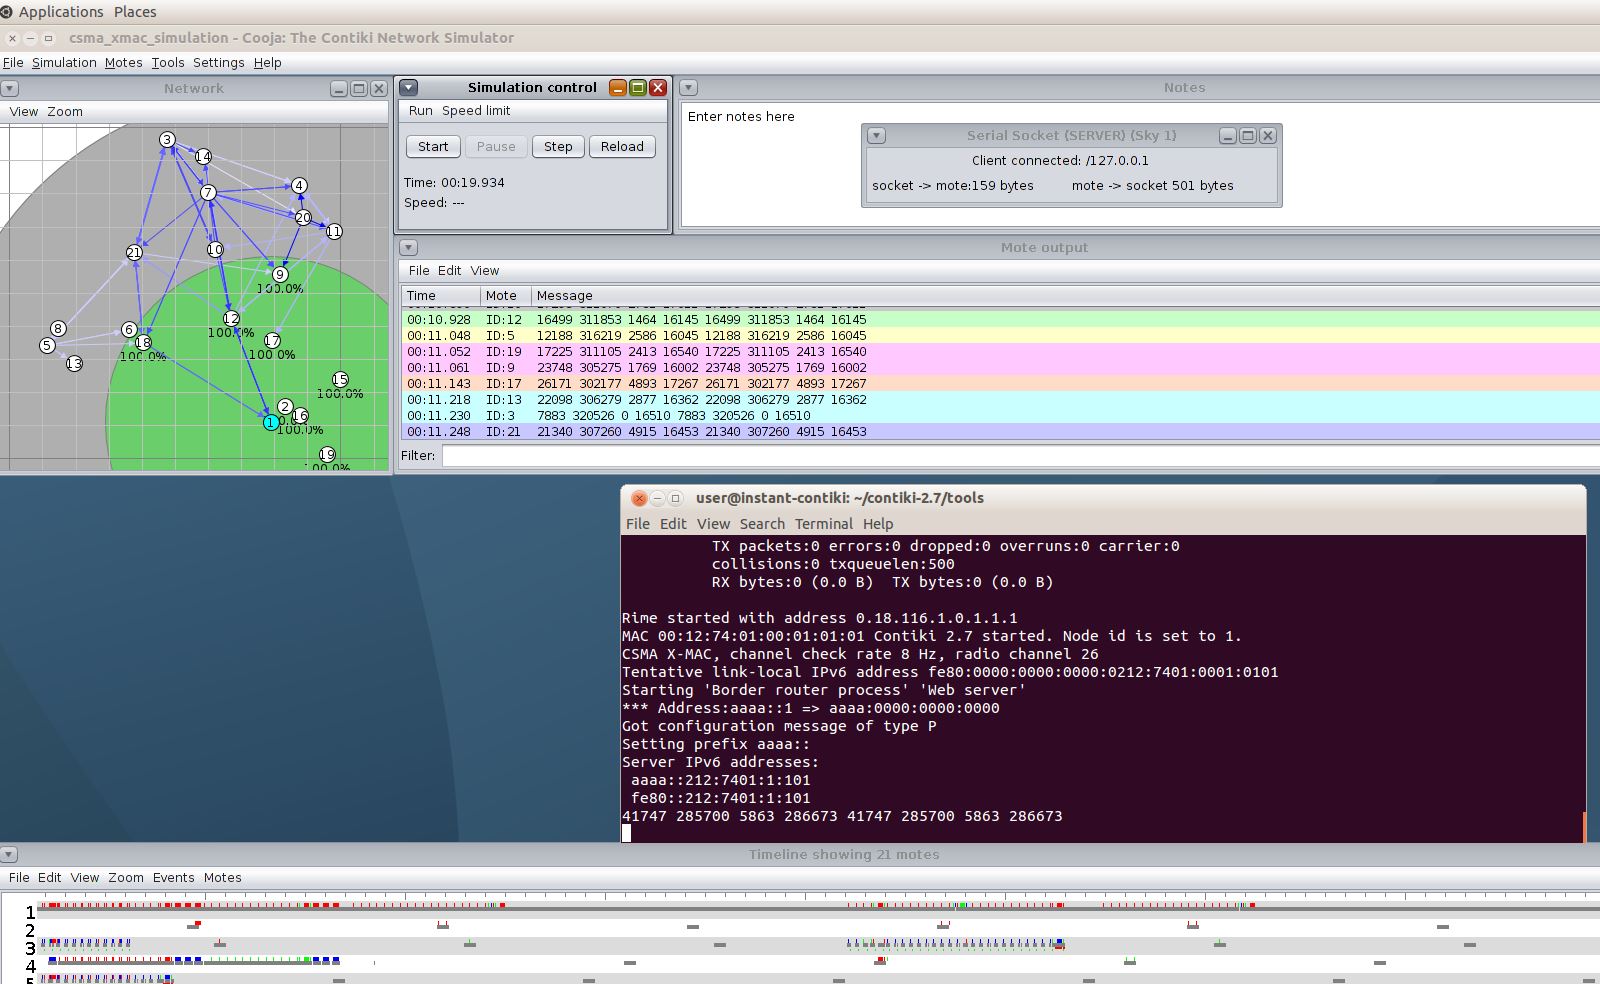 Applications Places
csma_xmac_simulation - Cooja: The Contiki Network Simulator
File Simulation Motes Tools Settings Help
Network
View Zoom
3
14
7
4
20
11
21
10
9
100.0%
12
8
6
5
18
17
100.0%
13
15
100.0%
2
16
1
100.0%
19
Simulation control
Run Speed limit
Start Pause Step Reload
Time: 00:19.934
Speed: ---
Notes
Enter notes here
Serial Socket (SERVER) (Sky 1)
Client connected: /127.0.0.1
socket -> mote:159 bytes mote -> socket 501 bytes
Mote output
File Edit View
Time Mote Message
00:10.928 ID:12 16499 311853 1464 16145 16499 311853 1464 16145
00:11.048 ID:5 12188 316219 2586 16045 12188 316219 2586 16045
00:11.052 ID:19 17225 311105 2413 16540 17225 311105 2413 16540
00:11.061 ID:9 23748 305275 1769 16002 23748 305275 1769 16002
00:11.143 ID:17 26171 302177 4893 17267 26171 302177 4893 17267
00:11.218 ID:13 22098 306279 2877 16362 22098 306279 2877 16362
00:11.230 ID:3 7883 320526 0 16510 7883 320526 0 16510
00:11.248 ID:21 21340 307260 4915 16453 21340 307260 4915 16453
Filter:
user@instant-contiki: ~/contiki-2.7/tools
File Edit View Search Terminal Help
TX packets:0 errors:0 dropped:0 overruns:0 carrier:0
collisions:0 txqueuelen:500
RX bytes:0 (0.0 B) TX bytes:0 (0.0 B)
Rime started with address 0.18.116.1.0.1.1.1
MAC 00:12:74:01:00:01:01:01 Contiki 2.7 started. Node id is set to 1.
CSMA X-MAC, channel check rate 8 Hz, radio channel 26
Tentative link-local IPv6 address fe80:0000:0000:0000:0212:7401:0001:0101
Starting 'Border router process' 'Web server'
*** Address:aaaa::1 => aaaa:0000:0000:0000
Got configuration message of type P
Setting prefix aaaa::
Server IPv6 addresses:
aaaa::212:7401:1:101
fe80::212:7401:1:101
41747 285700 5863 286673 41747 285700 5863 286673
Timeline showing 21 motes
File Edit View Zoom Events Motes
1
2
3
4
5